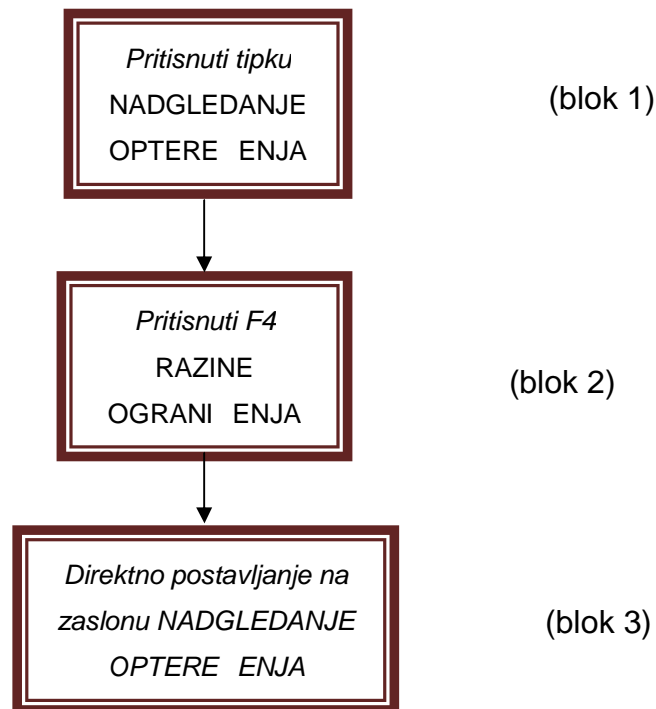 Pritisnuti tipku
NADGLEDANJE
OPTERE ENJA
(blok 1)
Pritisnuti F4
RAZINE
OGRANI ENJA
(blok 2)
Direktno postavljanje na
zaslonu NADGLEDANJE
OPTERE ENJA
(blok 3)